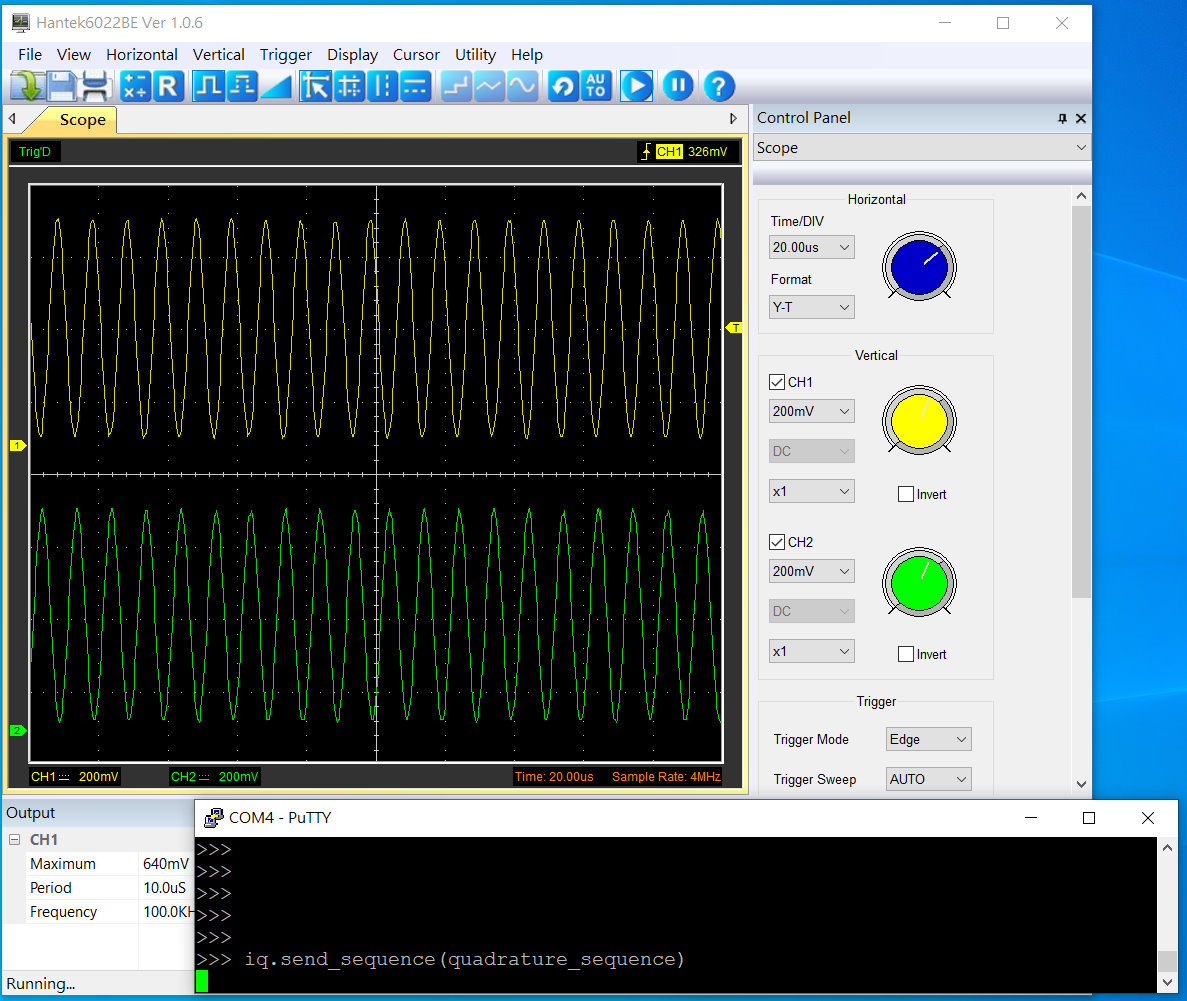 Hantek6022BE Ver 1.0.6
File View Horizontal Vertical Trigger Display Cursor Utility Help
R AU TO ?
Scope
Trig'D
CH1 326mV
T
1
2
CH1 200mV CH2 200mV Time: 20.00us Sample Rate: 4MHz
Control Panel
Scope
Horizontal
Time/DIV
20.00us
Format
Y-T
Vertical
CH1
200mV
DC
x1
Invert
CH2
200mV
DC
x1
Invert
Trigger
Trigger Mode Edge
Trigger Sweep AUTO
Output
CH1
Maximum 640mV
Period 10.0uS
Frequency 100.0KH
Running...
COM4 - PuTTY
>>>
>>>
>>>
>>>
>>>
>>> iq.send_sequence(quadrature_sequence)